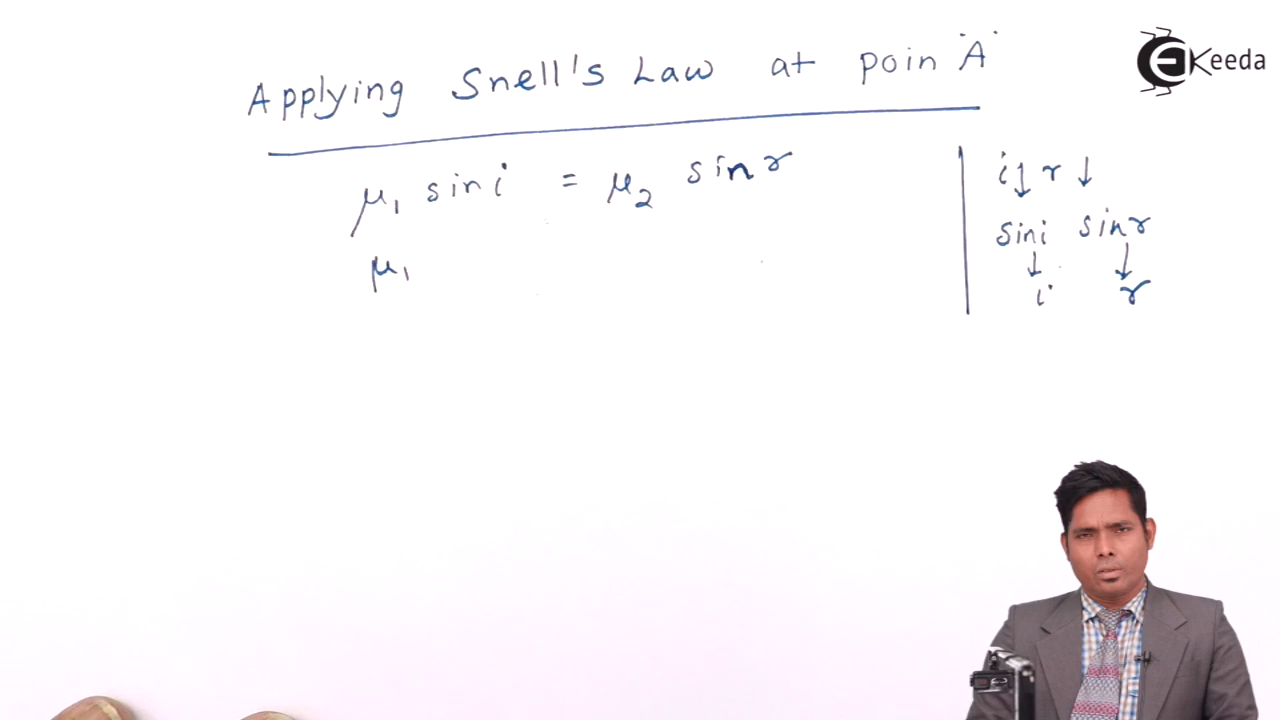 Applying Snell's Law at poin 'A'
μ₁ sin i = μ₂ sin r
μ₁
i↓ r↓
sin i sin r
↓ ↓
i r
EKeeda